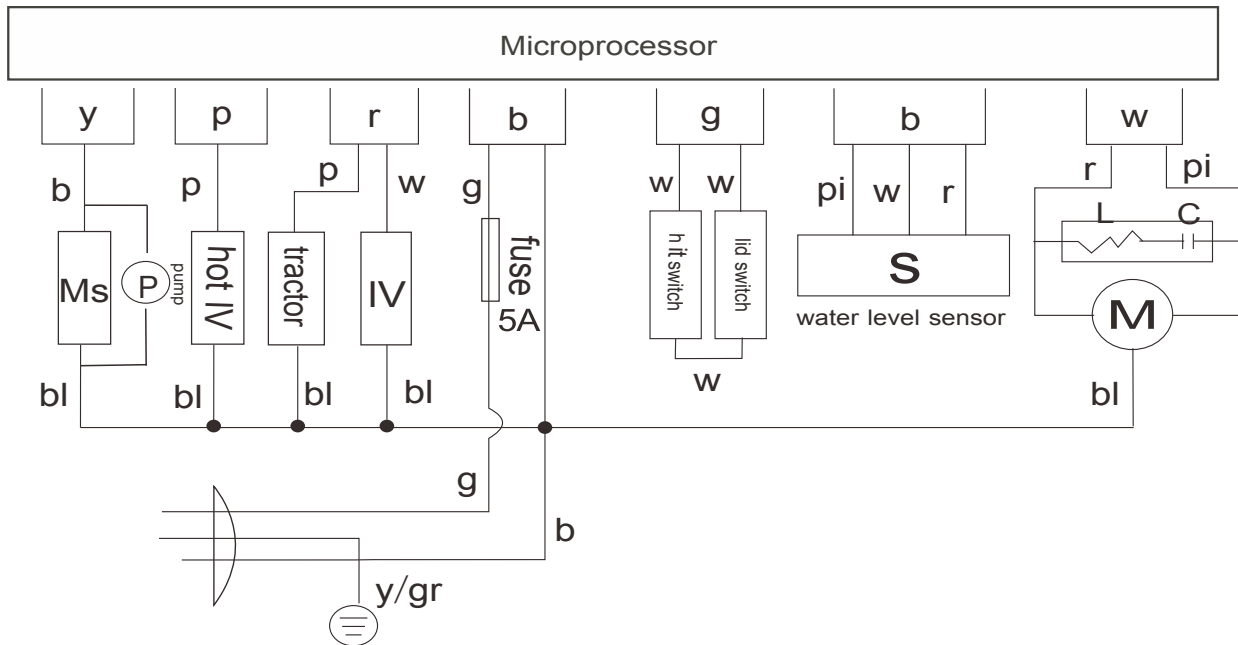 Microprocessor
y p r b g b w
b p p w g w w pi w r r pi
L C
Ms P pump hot IV tractor IV fuse 5A h it switch lid switch S M
water level sensor
w
bl bl bl bl bl
g
b
y/gr